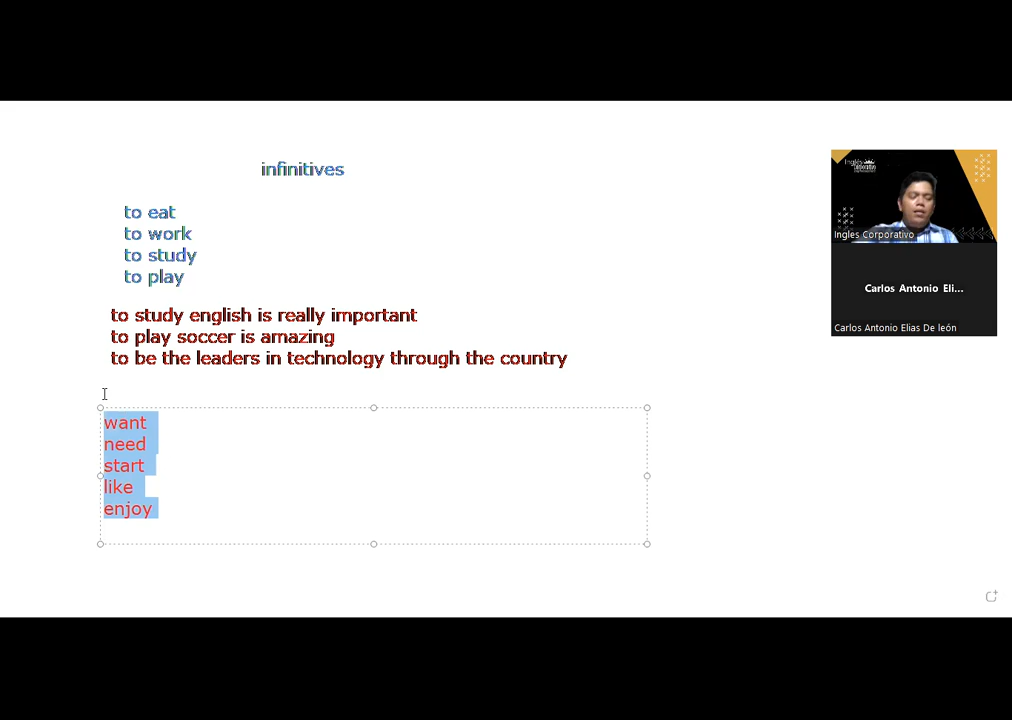 infinitives
to eat
to work
to study
to play
to study english is really important
to play soccer is amazing
to be the leaders in technology through the country
want
need
start
like
enjoy
Ingles Corporativo
Carlos Antonio Eli...
Carlos Antonio Elias De león